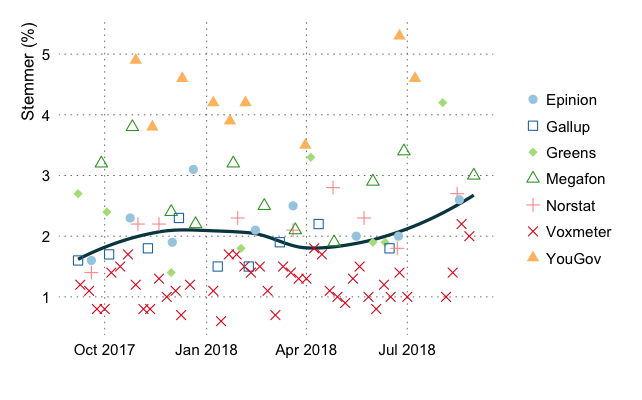 Stemmer (%)
5
4
3
2
1
Oct 2017 Jan 2018 Apr 2018 Jul 2018
Epinion
Gallup
Greens
Megafon
Norstat
Voxmeter
YouGov